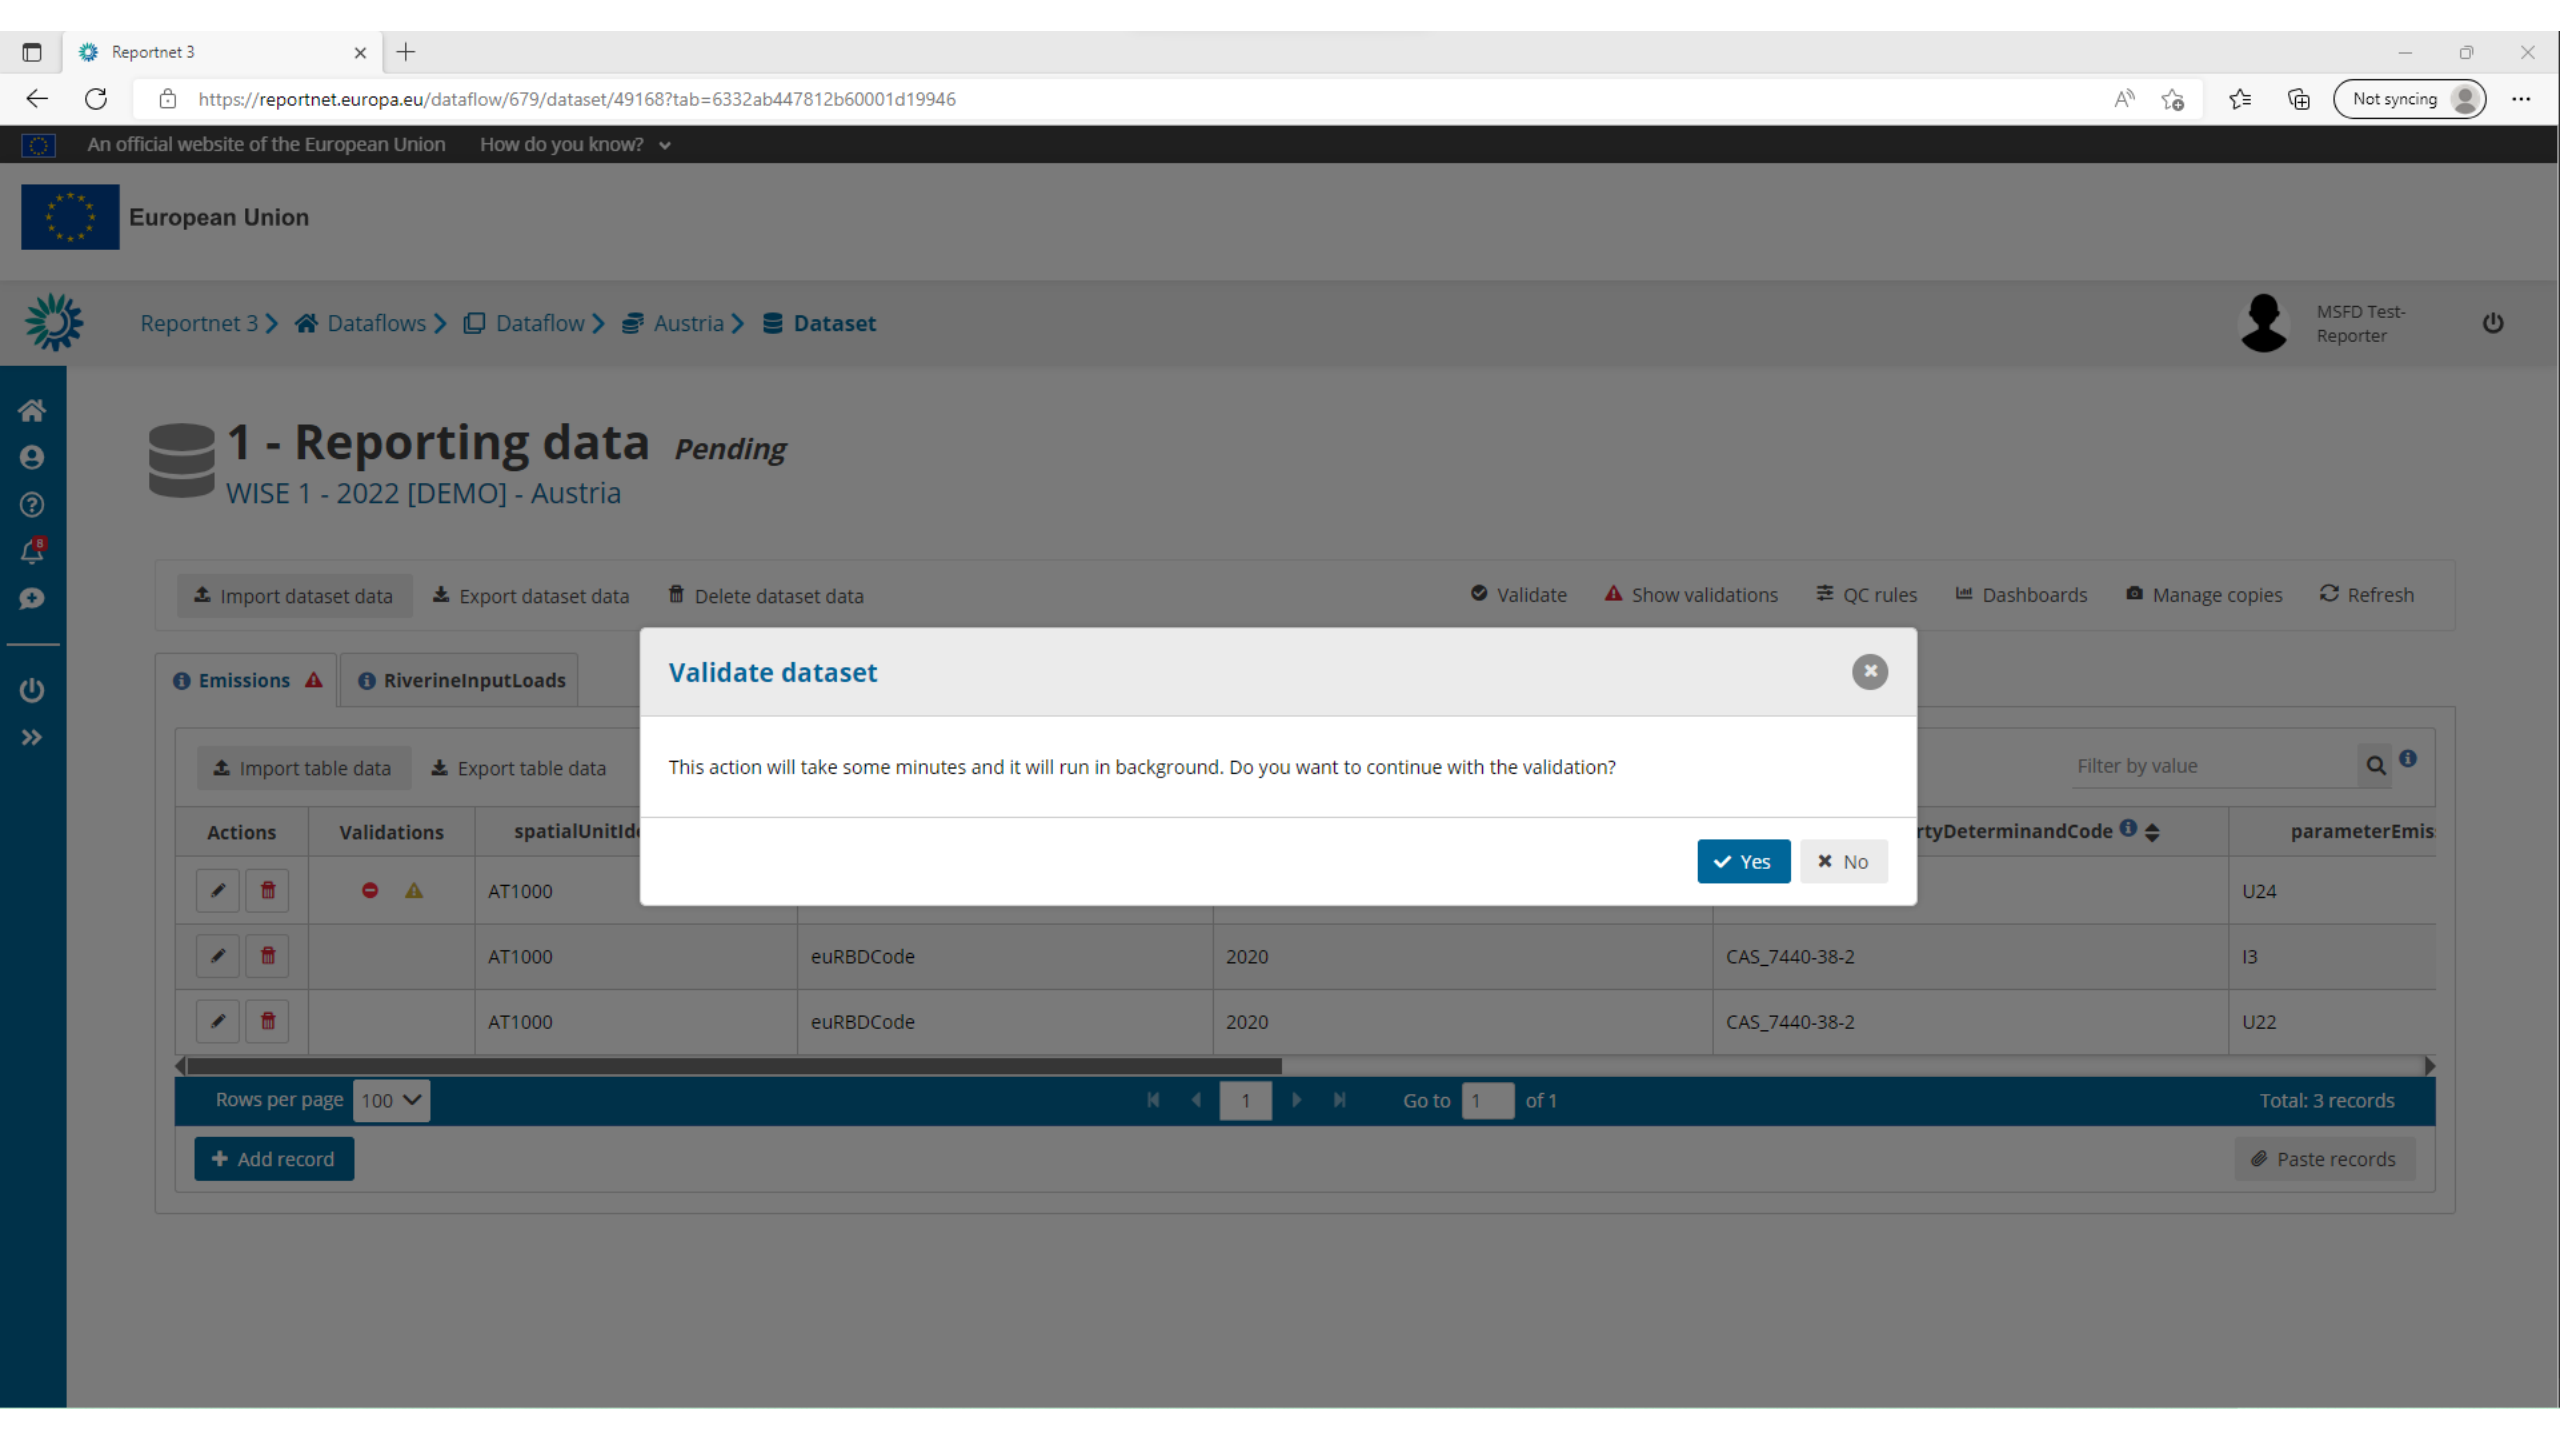 Reportnet 3
https://reportnet.europa.eu/dataflow/679/dataset/49168?tab=6332ab447812b60001d19946
Not syncing
An official website of the European Union How do you know?
European Union
Reportnet 3 Dataflows Dataflow Austria Dataset
MSFD Test-
Reporter
8
1 - Reporting data Pending
WISE 1 - 2022 [DEMO] - Austria
Import dataset data Export dataset data Delete dataset data Validate Show validations QC rules Dashboards Manage copies Refresh
Emissions RiverineInputLoads
Validate dataset
This action will take some minutes and it will run in background. Do you want to continue with the validation?
Yes No
Import table data Export table data Filter by value
Actions Validations spatialUnitIde rtyDeterminandCode parameterEmis
AT1000 U24
AT1000 euRBDCode 2020 CAS_7440-38-2 I3
AT1000 euRBDCode 2020 CAS_7440-38-2 U22
Rows per page 100 1 Go to 1 of 1 Total: 3 records
Add record Paste records